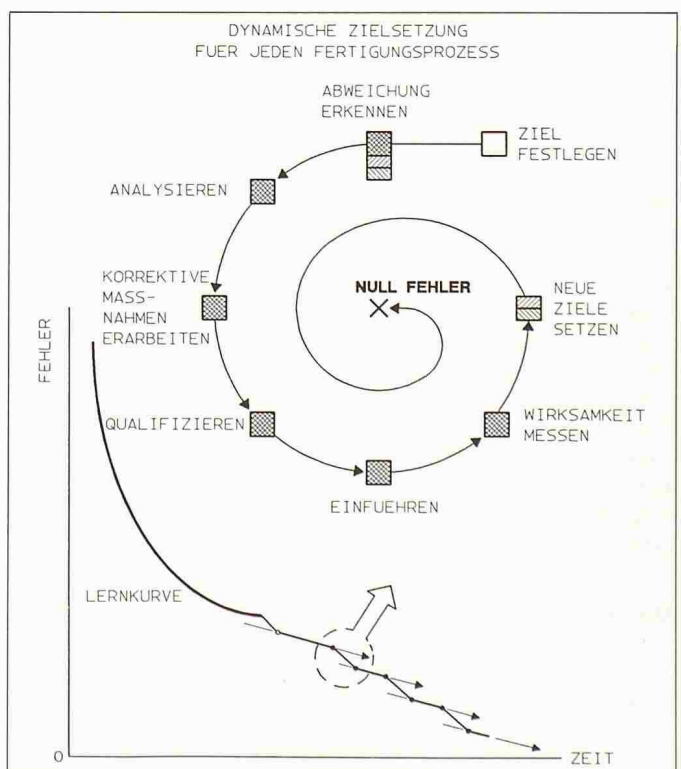 DYNAMISCHE ZIELSETZUNG
FUER JEDEN FERTIGUNGSPROZESS
ABWEICHUNG
ERKENNEN
ZIEL
FESTLEGEN
ANALYSIEREN
KORREKTIVE
MASS-
NAHMEN
ERARBEITEN
NULL FEHLER
NEUE
ZIELE
SETZEN
QUALIFIZIEREN
WIRKSAMKEIT
MESSEN
EINFUEHREN
FEHLER
LERNKURVE
0
ZEIT